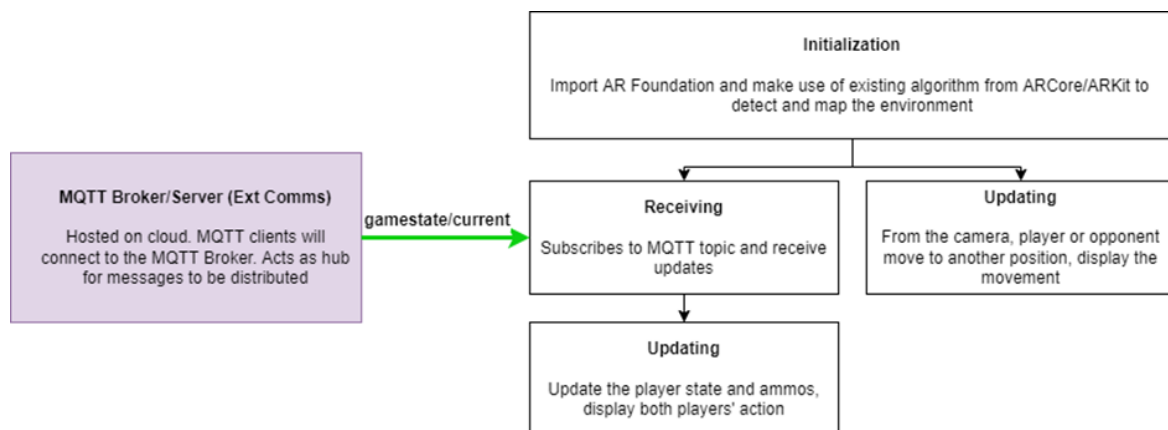 Initialization
Import AR Foundation and make use of existing algorithm from ARCore/ARKit to
detect and map the environment
MQTT Broker/Server (Ext Comms)
Hosted on cloud. MQTT clients will
connect to the MQTT Broker. Acts as hub
for messages to be distributed
gamestate/current
Receiving
Subscribes to MQTT topic and receive
updates
Updating
From the camera, player or opponent
move to another position, display the
movement
Updating
Update the player state and ammos,
display both players' action